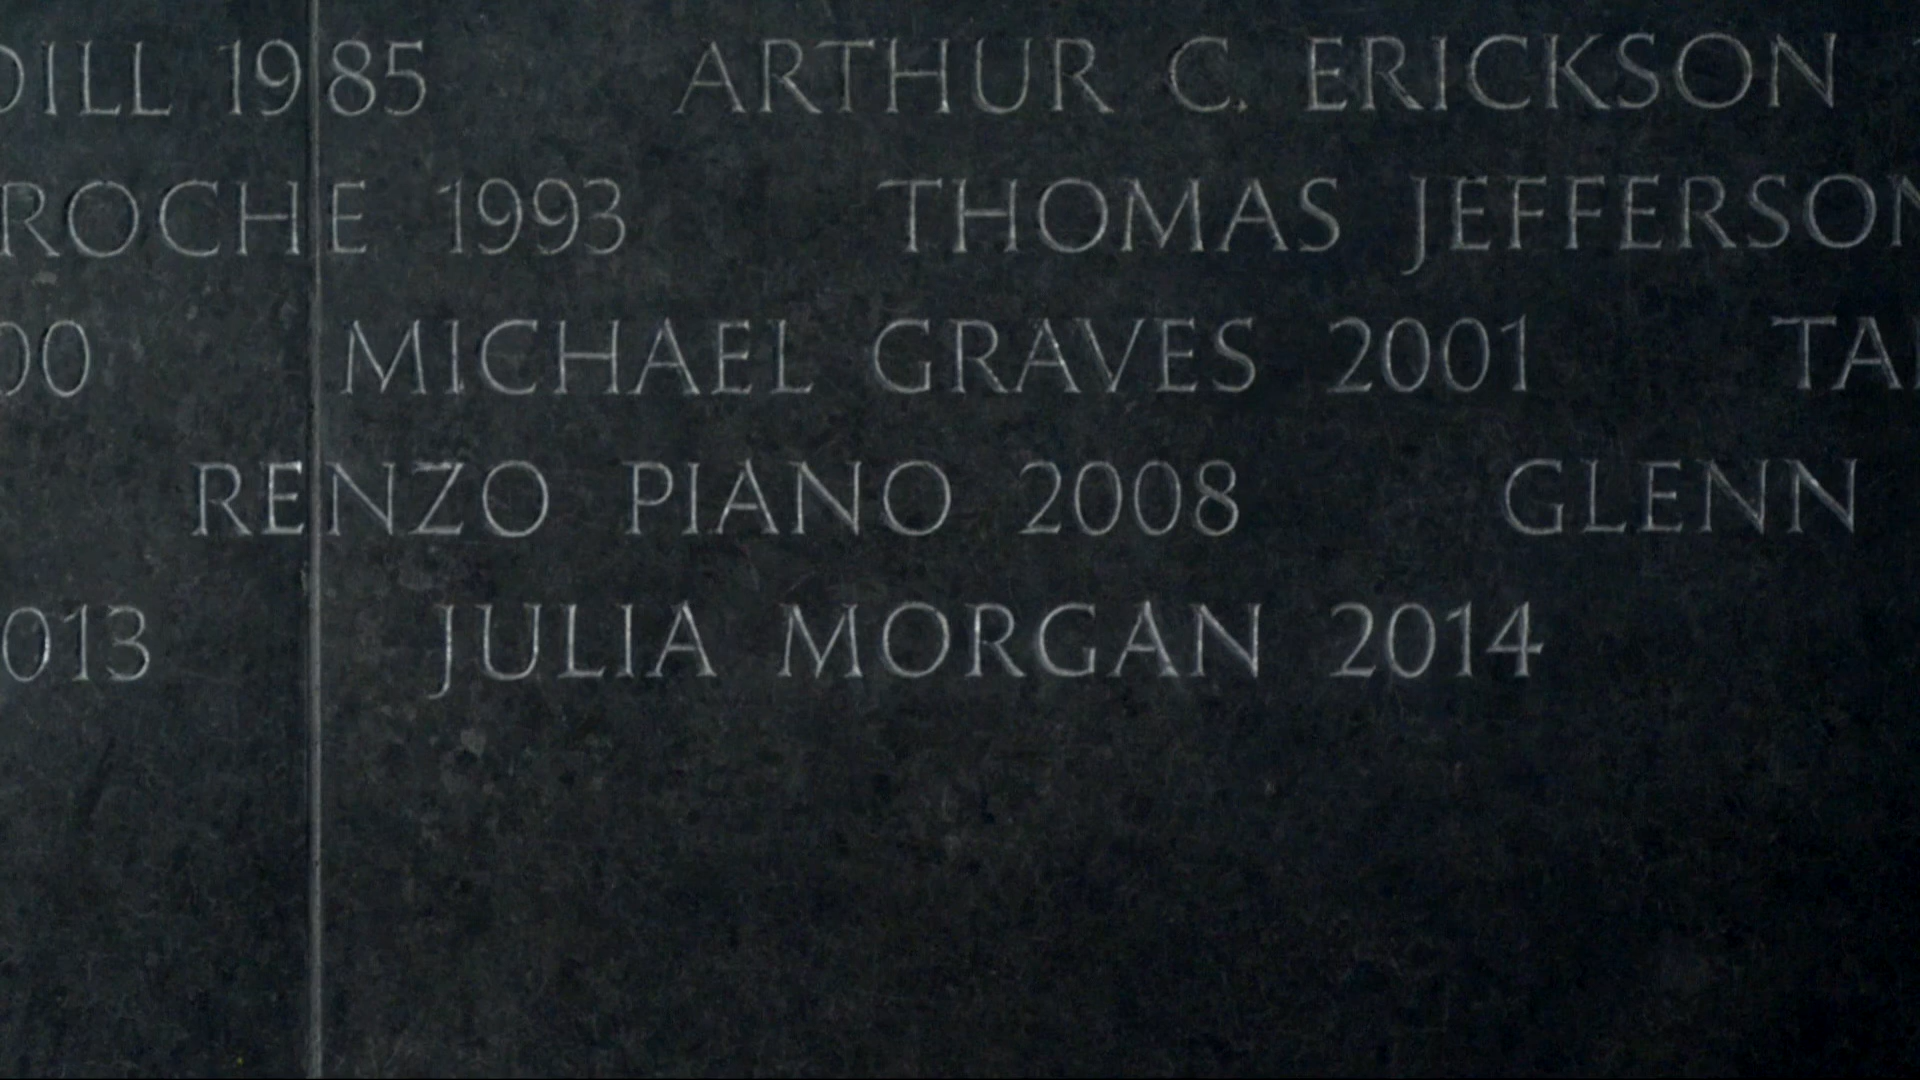 DILL 1985 ARTHUR C. ERICKSON
ROCHE 1993 THOMAS JEFFERSON
00 MICHAEL GRAVES 2001 TA
RENZO PIANO 2008 GLENN
013 JULIA MORGAN 2014